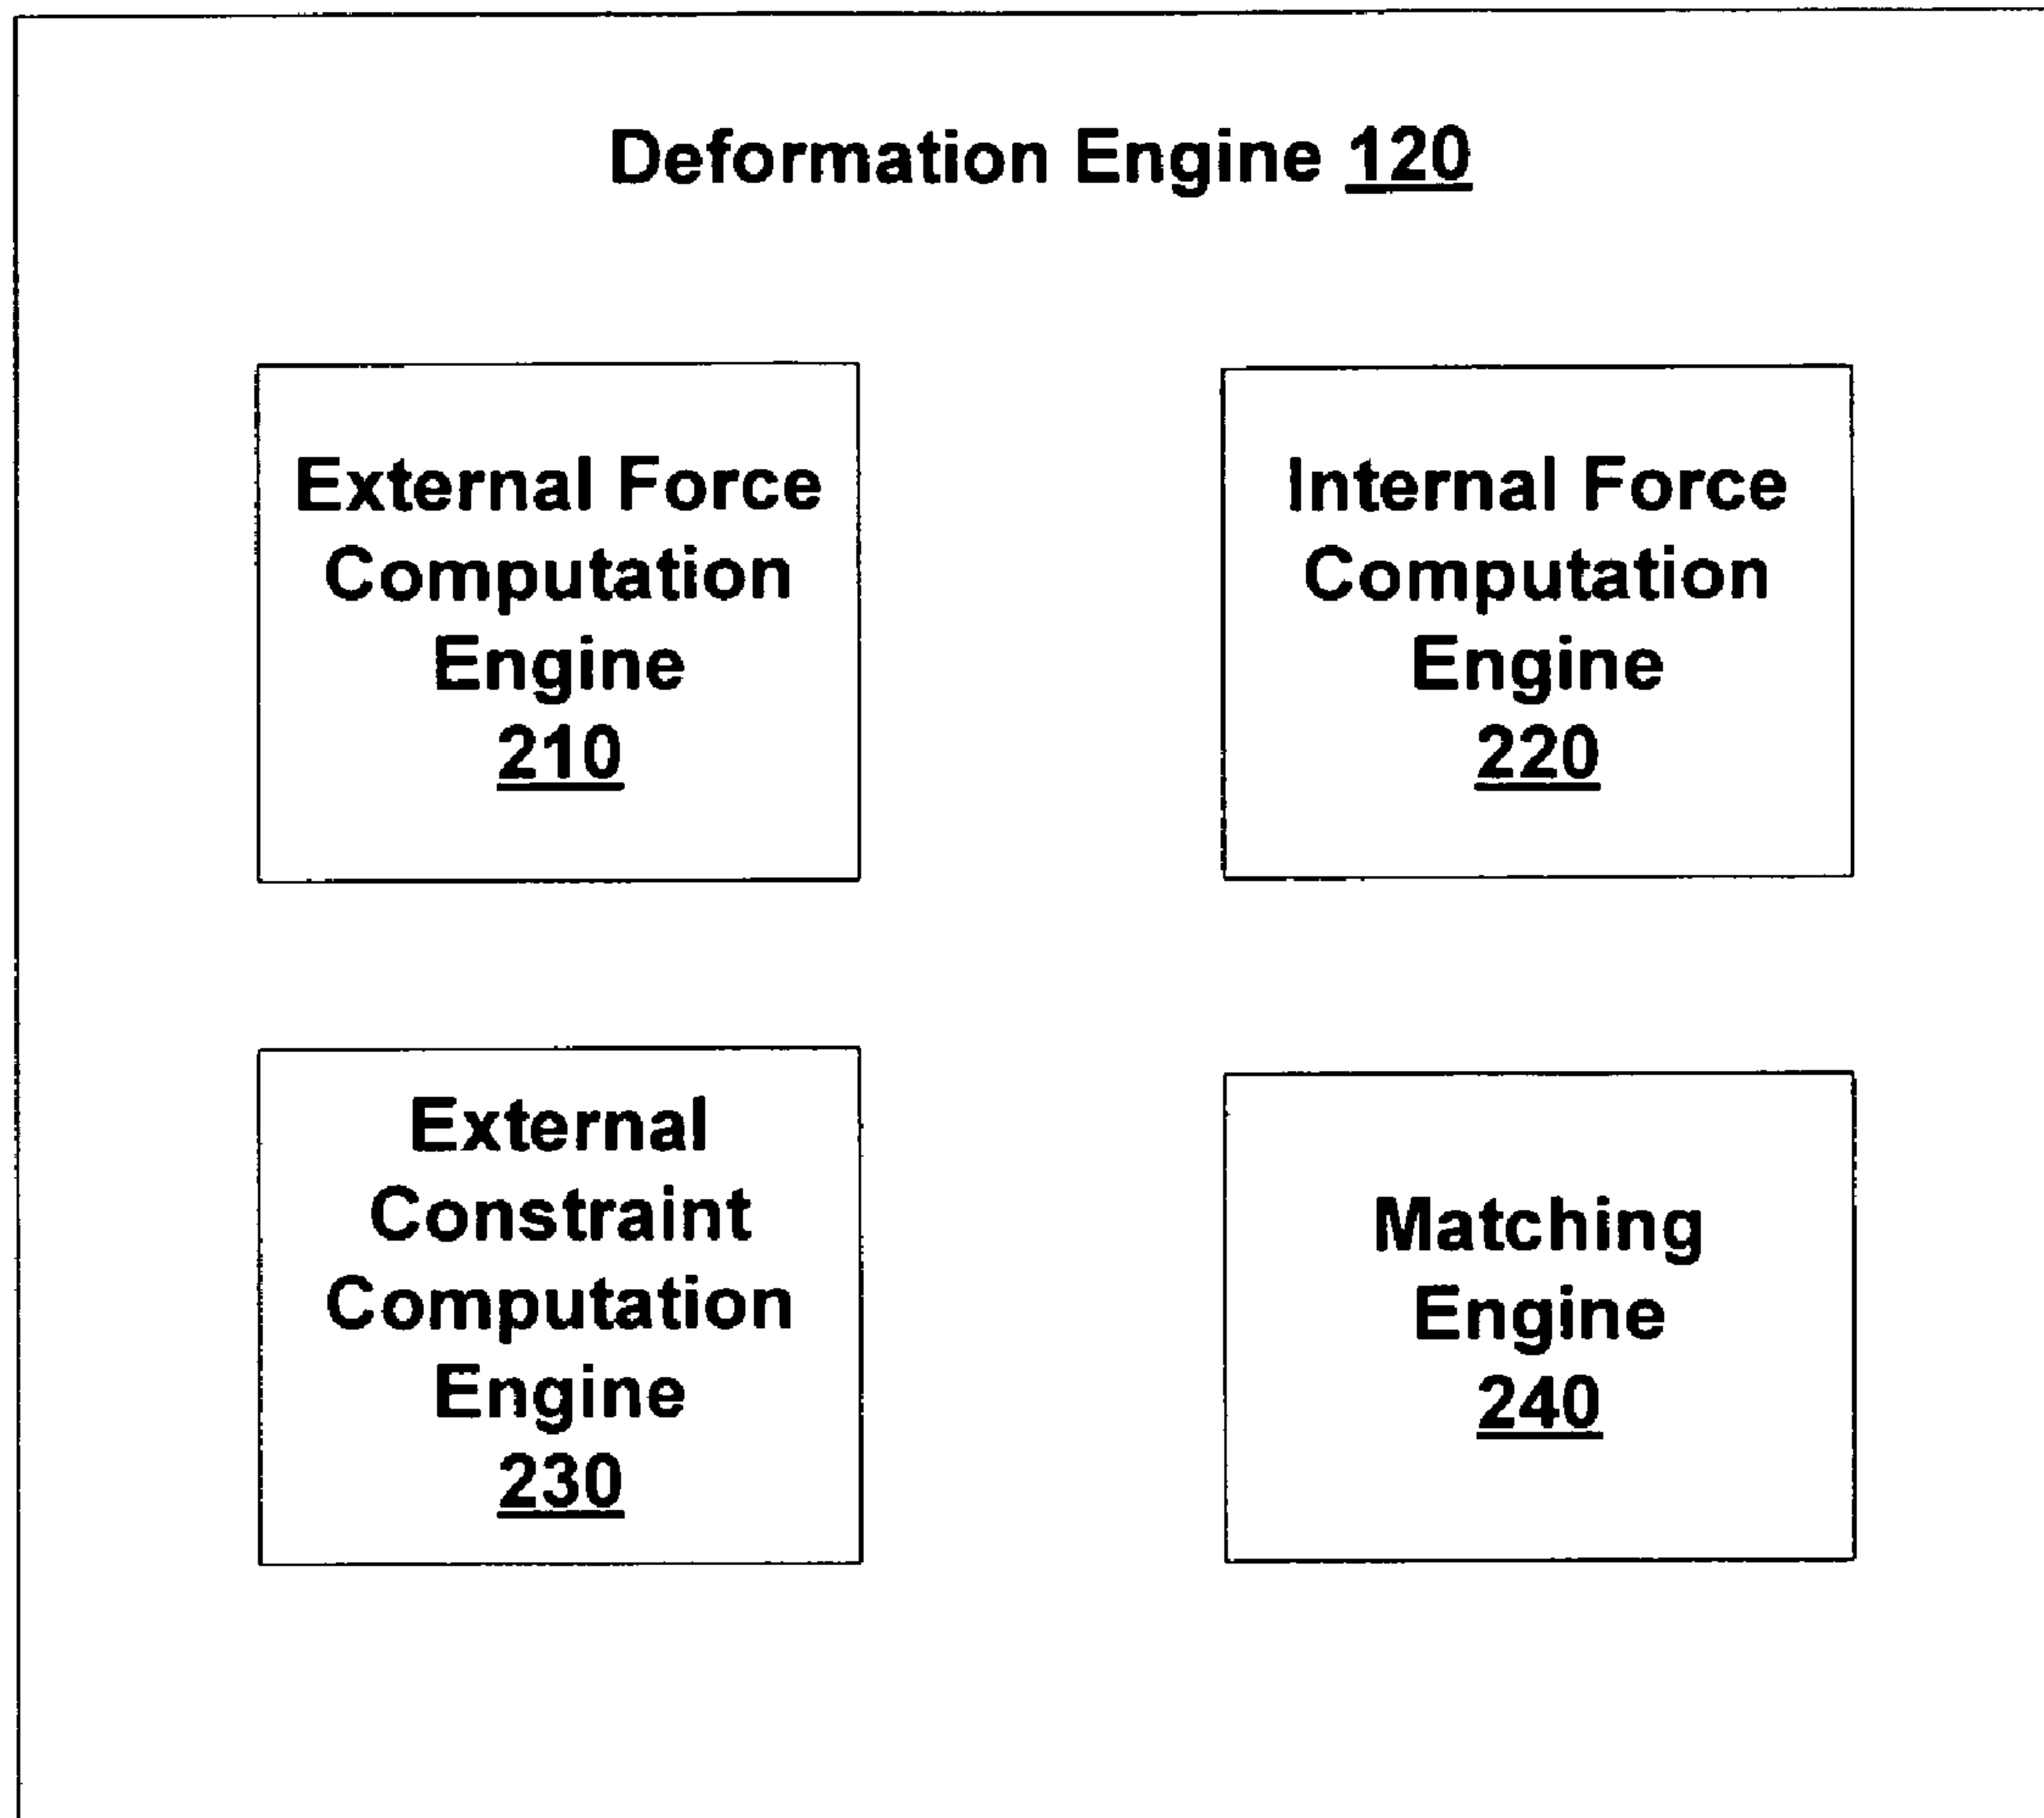 Deformation Engine 120
External Force
Computation
Engine
210
Internal Force
Computation
Engine
220
External
Constraint
Computation
Engine
230
Matching
Engine
240